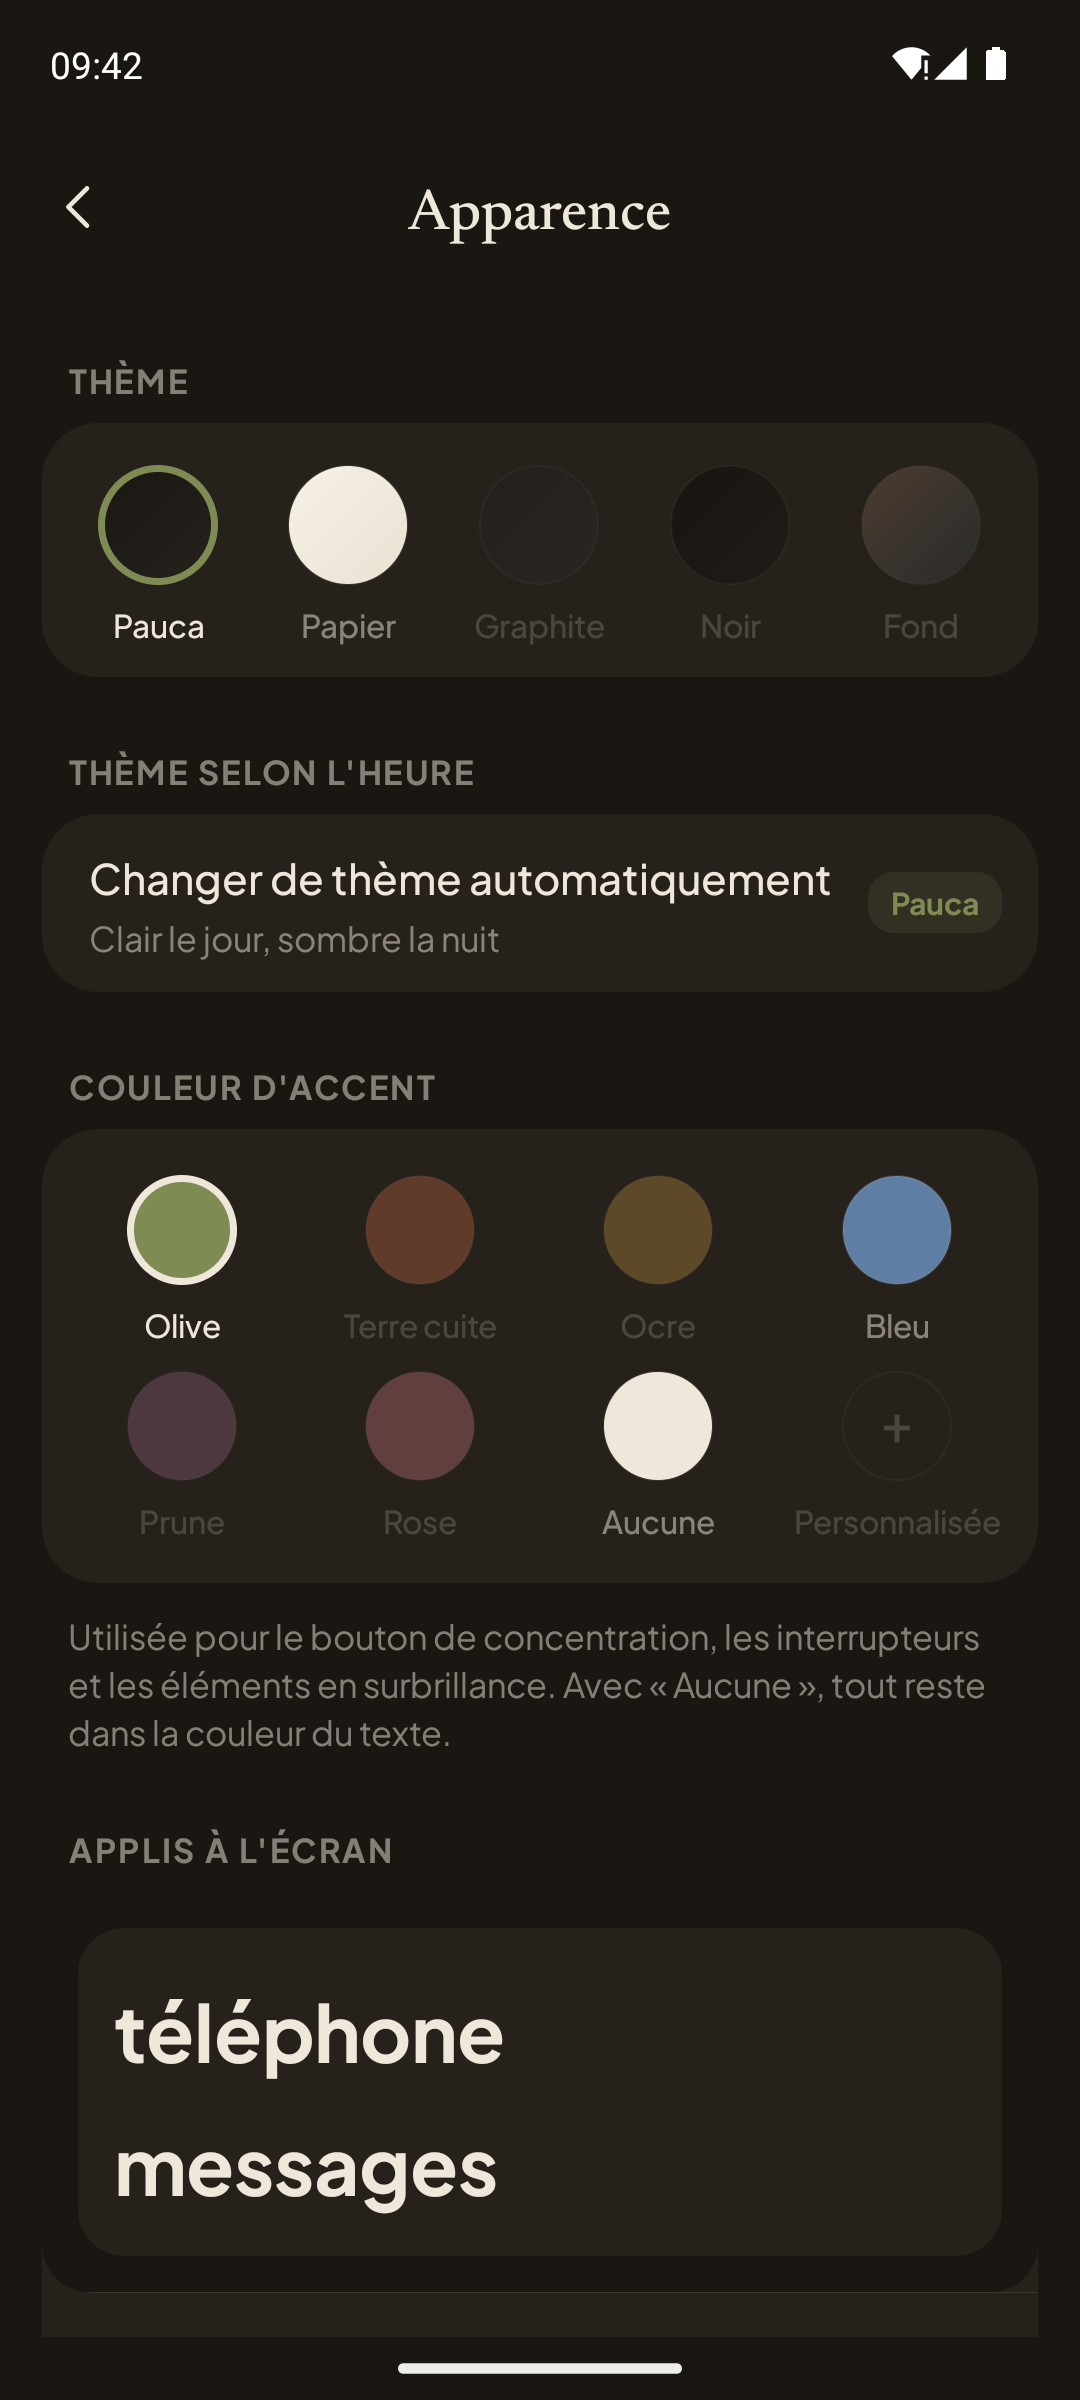 09:42
Apparence
THÈME
Pauca
Papier
Graphite
Noir
Fond
THÈME SELON L'HEURE
Changer de thème automatiquement
Clair le jour, sombre la nuit
Pauca
COULEUR D'ACCENT
Olive
Terre cuite
Ocre
Bleu
+
Prune
Rose
Aucune
Personnalisée
Utilisée pour le bouton de concentration, les interrupteurs
et les éléments en surbrillance. Avec « Aucune », tout reste
dans la couleur du texte.
APPLIS À L'ÉCRAN
téléphone
messages